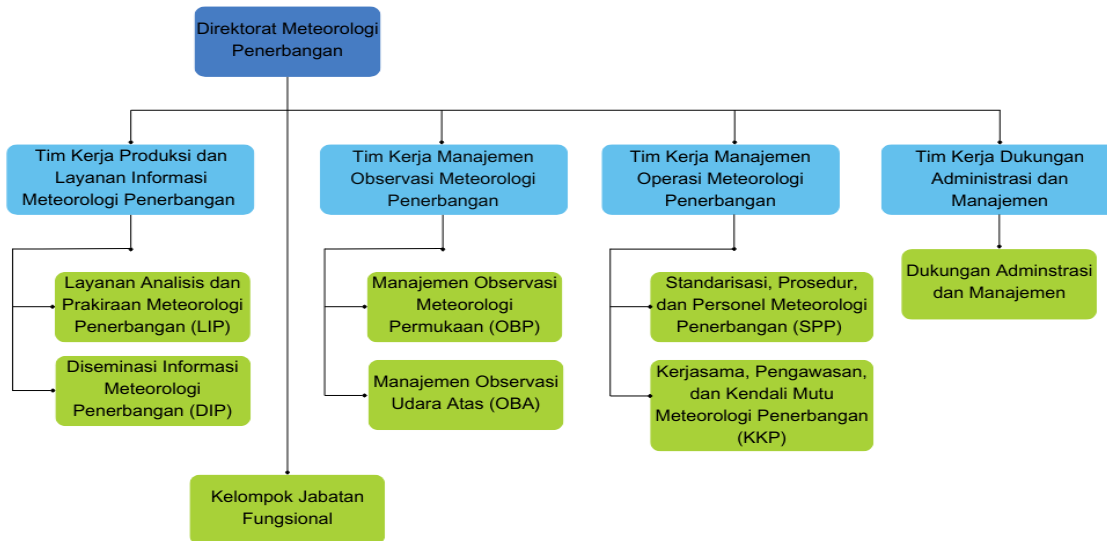 Direktorat Meteorologi
Penerbangan
Tim Kerja Produksi dan
Layanan Informasi
Meteorologi Penerbangan
Tim Kerja Manajemen
Observasi Meteorologi
Penerbangan
Tim Kerja Manajemen
Operasi Meteorologi
Penerbangan
Tim Kerja Dukungan
Administrasi dan
Manajemen
Layanan Analisis dan
Prakiraan Meteorologi
Penerbangan (LIP)
Diseminasi Informasi
Meteorologi
Penerbangan (DIP)
Manajemen Observasi
Meteorologi
Permukaan (OBP)
Manajemen Observasi
Udara Atas (OBA)
Standarisasi, Prosedur,
dan Personel Meteorologi
Penerbangan (SPP)
Kerjasama, Pengawasan,
dan Kendali Mutu
Meteorologi Penerbangan
(KKP)
Dukungan Adminstrasi
dan Manajemen
Kelompok Jabatan
Fungsional